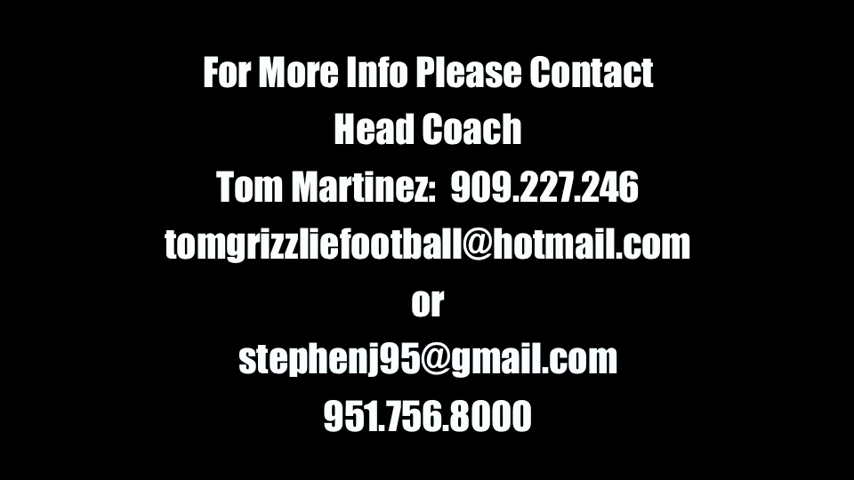 For More Info Please Contact
Head Coach
Tom Martinez:  909.227.246
tomgrizzliefootball@hotmail.com
or
stephenj95@gmail.com
951.756.8000